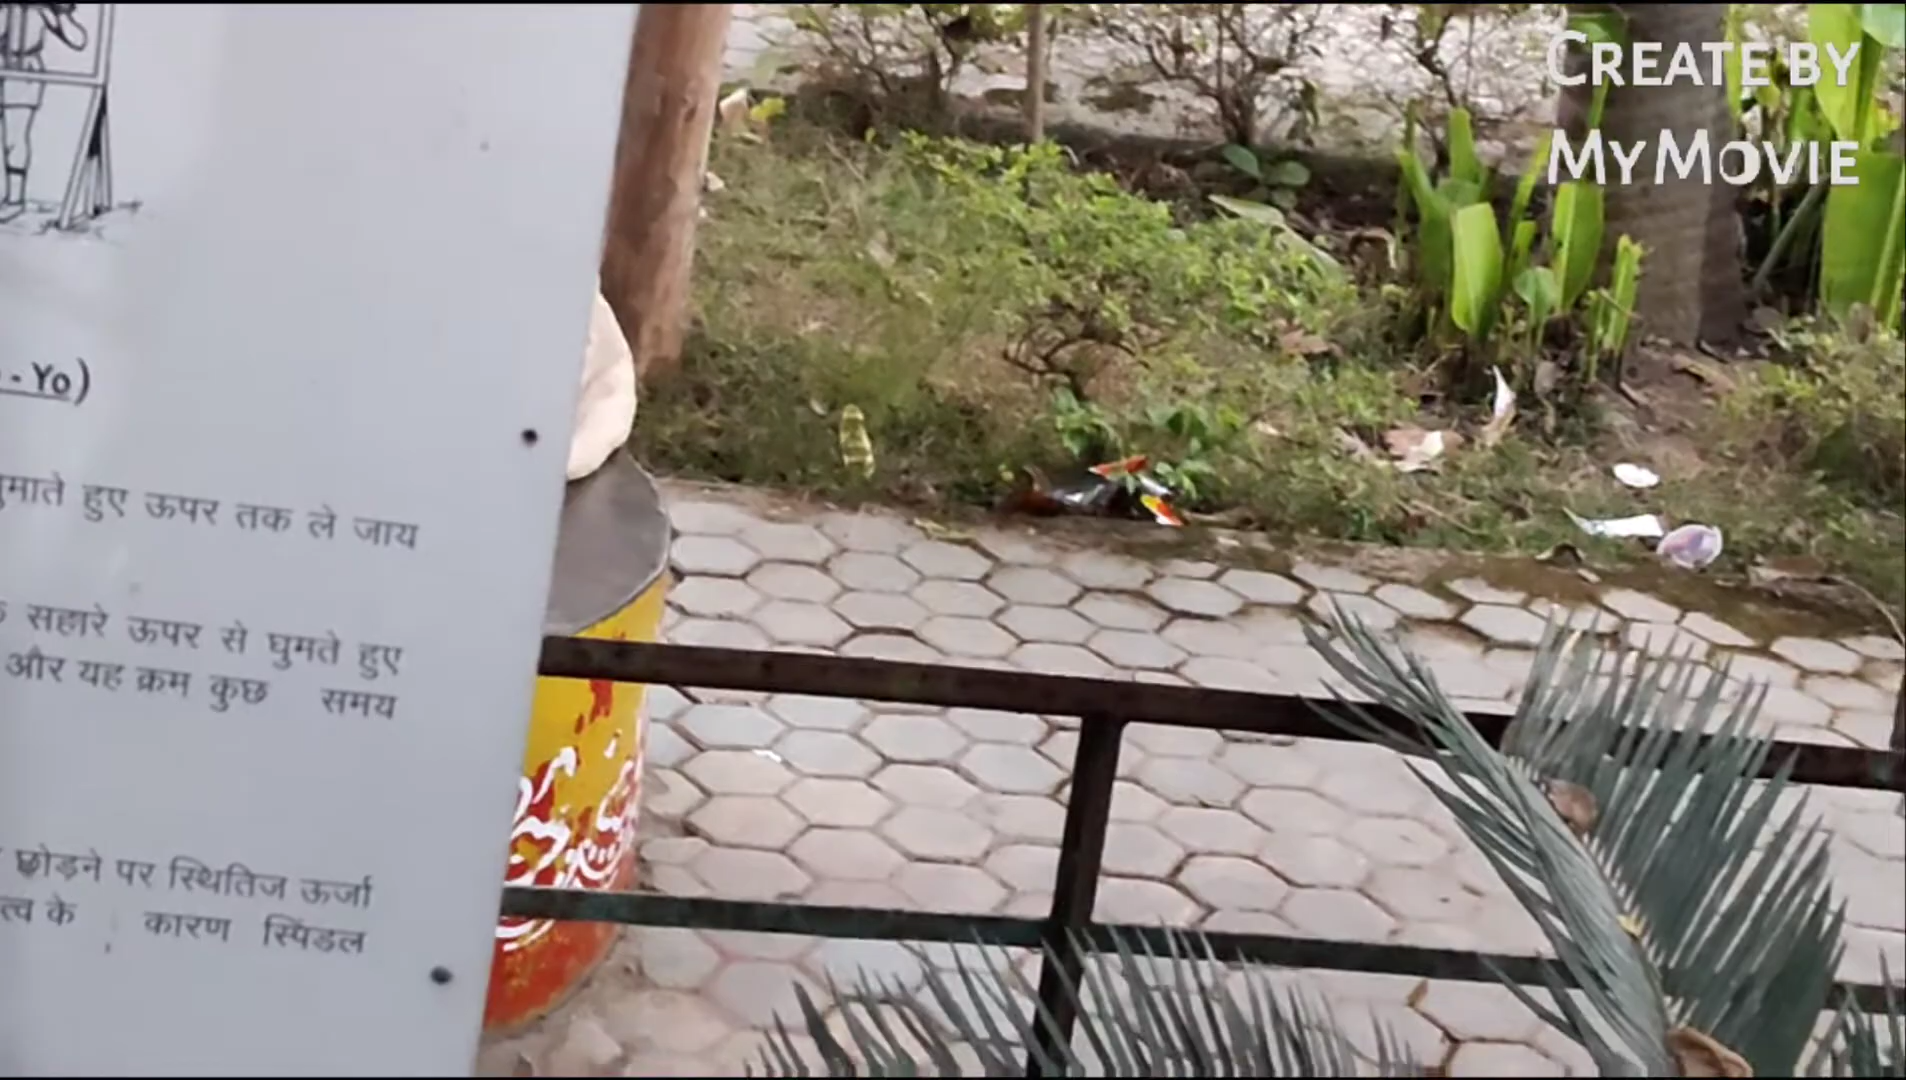 - Yo)
घुमाते हुए ऊपर तक ले जाय
सहारे ऊपर से घुमते हुए
और यह क्रम कुछ समय
छोड़ने पर स्थितिज ऊर्जा
के कारण स्पिंडल
CREATE BY
MYMOVIE